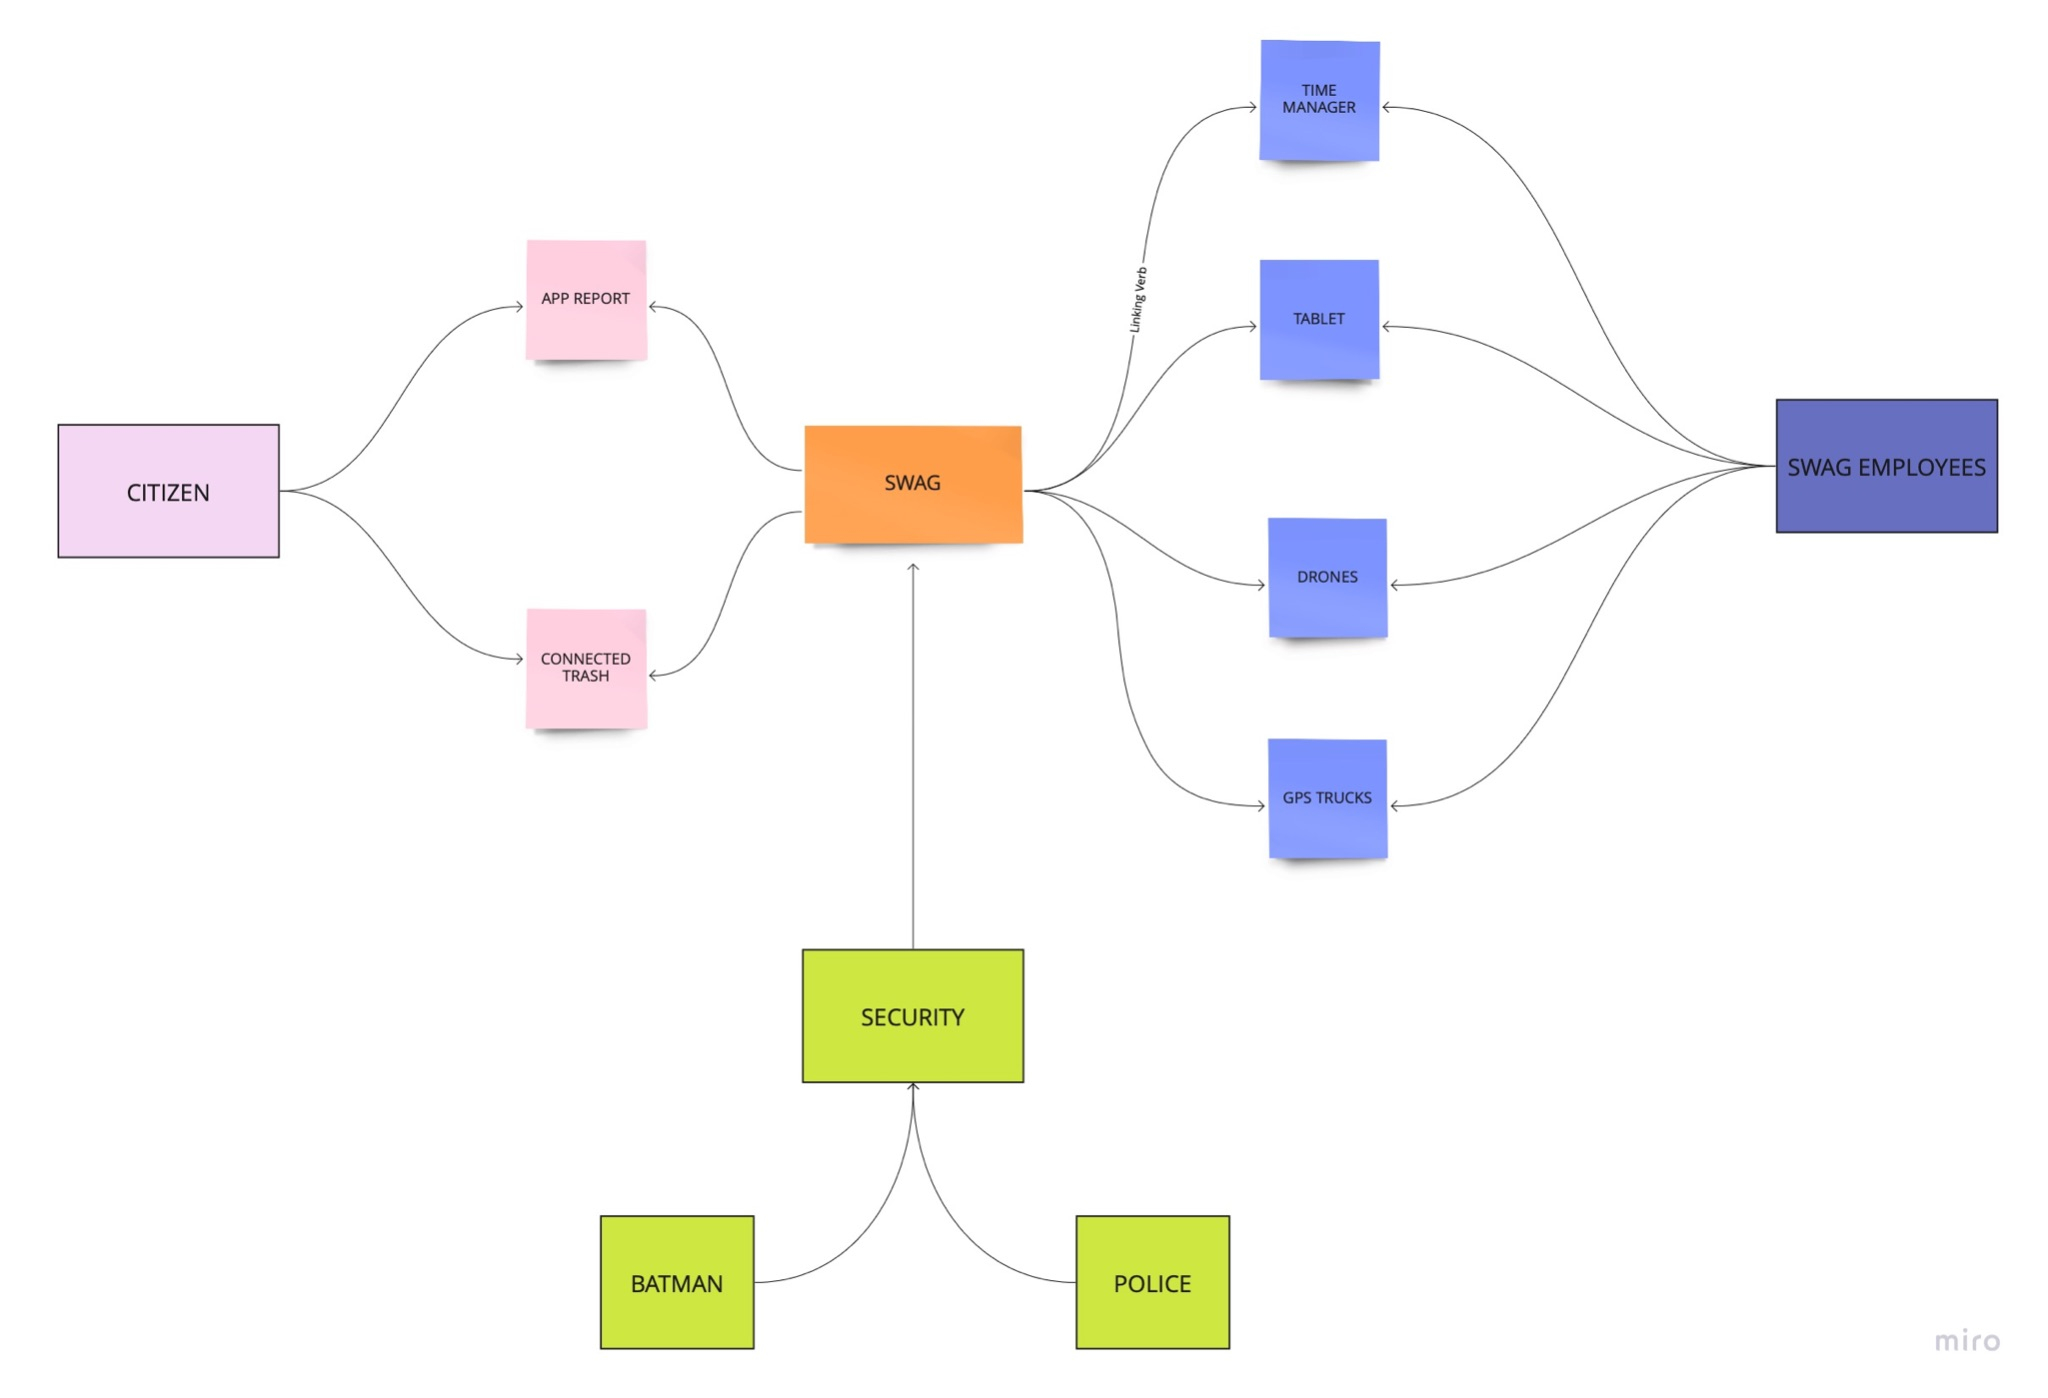 TIME
MANAGER
APP REPORT
Linking Verb
TABLET
CITIZEN
SWAG
SWAG EMPLOYEES
DRONES
CONNECTED
TRASH
GPS TRUCKS
SECURITY
BATMAN
POLICE
miro